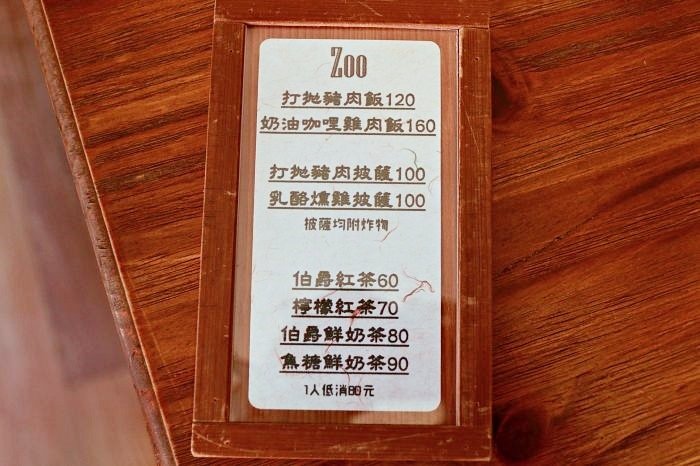 Zoo
打拋豬肉飯120
奶油咖哩雞肉飯160
打拋豬肉披薩100
乳酪燻雞披薩100
披薩均附炸物
伯爵紅茶60
檸檬紅茶70
伯爵鮮奶茶80
焦糖鮮奶茶90
1人低消80元